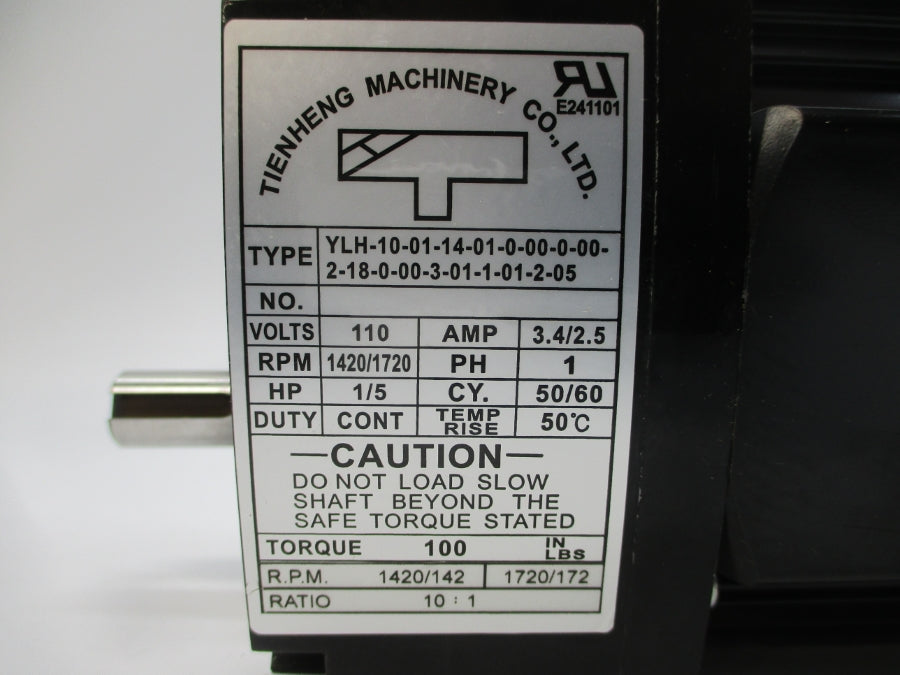 TIENHENG MACHINERY CO., LTD.
RU
E241101
TYPE YLH-10-01-14-01-0-00-0-00-
2-18-0-00-3-01-1-01-2-05
NO.
VOLTS 110 AMP 3.4/2.5
RPM 1420/1720 PH 1
HP 1/5 CY. 50/60
DUTY CONT TEMP RISE 50℃
—CAUTION—
DO NOT LOAD SLOW
SHAFT BEYOND THE
SAFE TORQUE STATED
TORQUE 100 IN LBS
R.P.M. 1420/142 1720/172
RATIO 10 : 1